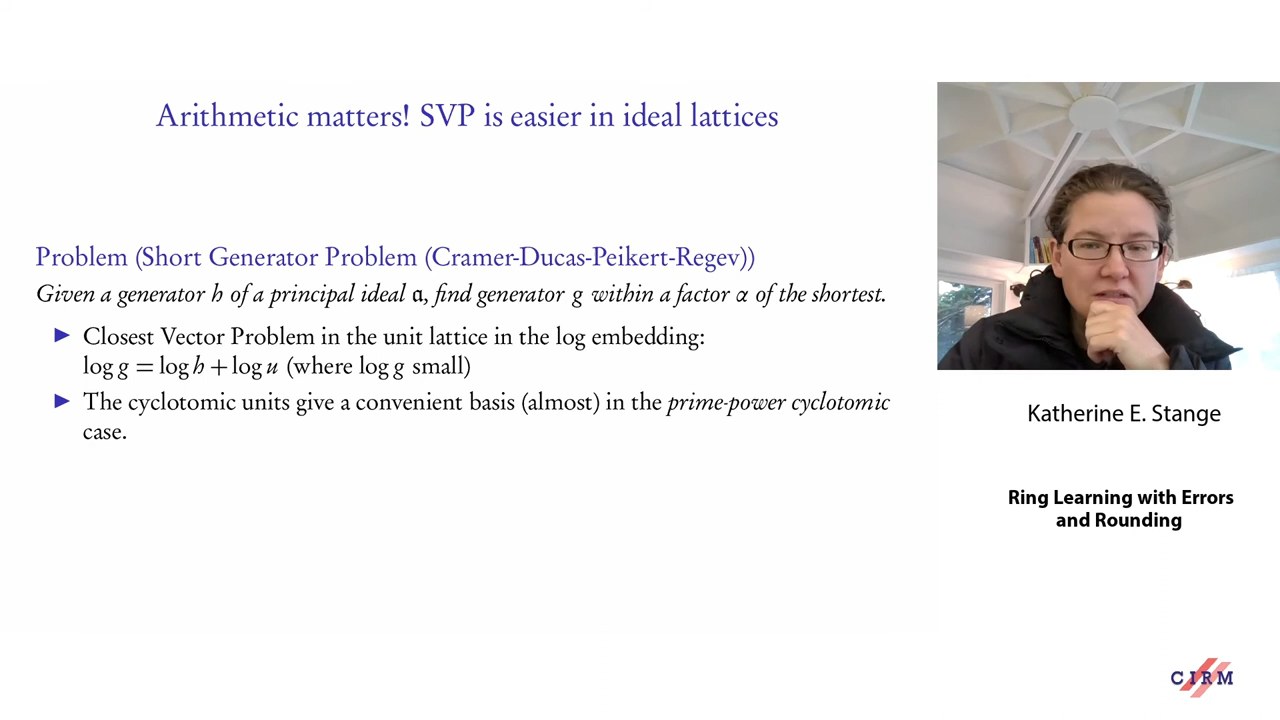 Arithmetic matters! SVP is easier in ideal lattices
Problem (Short Generator Problem (Cramer-Ducas-Peikert-Regev))
Given a generator h of a principal ideal 𝔞, find generator g within a factor α of the shortest.
▶ Closest Vector Problem in the unit lattice in the log embedding:
log g = log h + log u (where log g small)
▶ The cyclotomic units give a convenient basis (almost) in the prime-power cyclotomic
case.
Katherine E. Stange
Ring Learning with Errors
and Rounding
CIRM